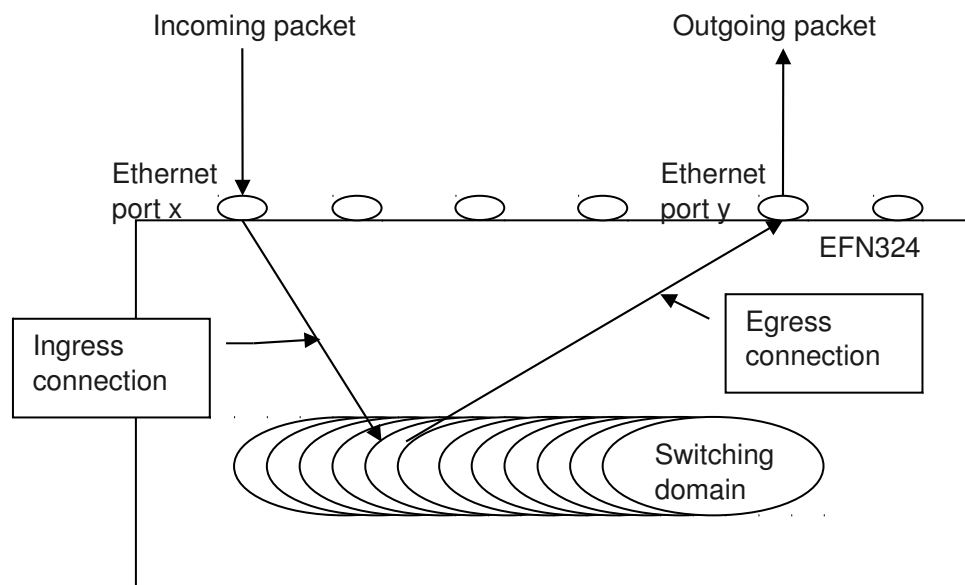 Incoming packet
Outgoing packet
Ethernet
port x
Ethernet
port y
EFN324
Ingress
connection
Egress
connection
Switching
domain